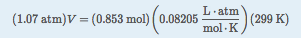 (1.07 atm)V = (0.853 mol) (0.08205 L · atm / mol · K) (299 K)